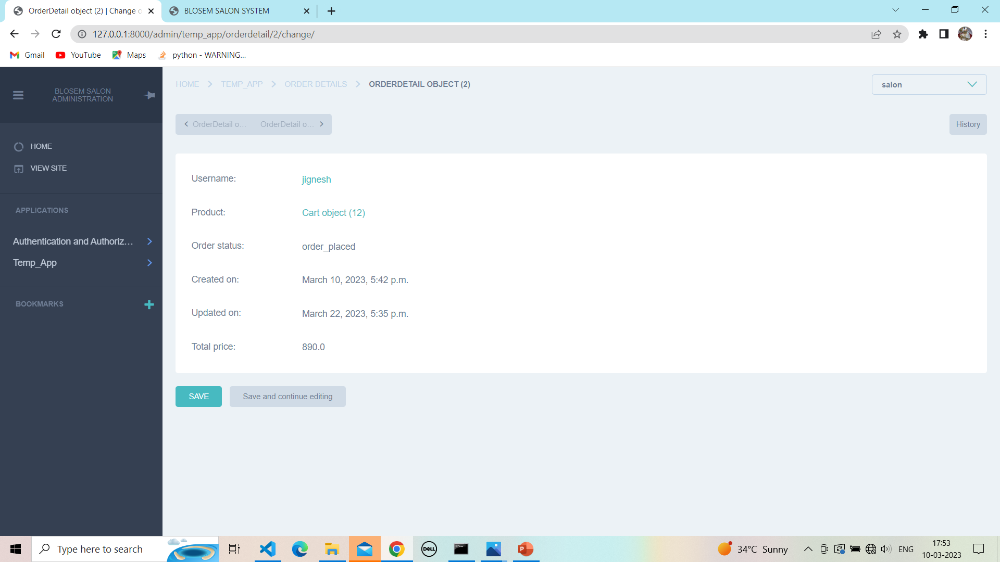 OrderDetail object (2) | Change o
BLOSEM SALON SYSTEM
127.0.0.1:8000/admin/temp_app/orderdetail/2/change/
Gmail YouTube Maps python - WARNING...
BLOSEM SALON
ADMINISTRATION
HOME
VIEW SITE
APPLICATIONS
Authentication and Authoriz...
Temp_App
BOOKMARKS
HOME TEMP_APP ORDER DETAILS ORDERDETAIL OBJECT (2)
salon
OrderDetail o... OrderDetail o...
History
Username: jignesh
Product: Cart object (12)
Order status: order_placed
Created on: March 10, 2023, 5:42 p.m.
Updated on: March 22, 2023, 5:35 p.m.
Total price: 890.0
SAVE Save and continue editing
Type here to search
DELL
P
34°C Sunny
ENG
17:53
10-03-2023